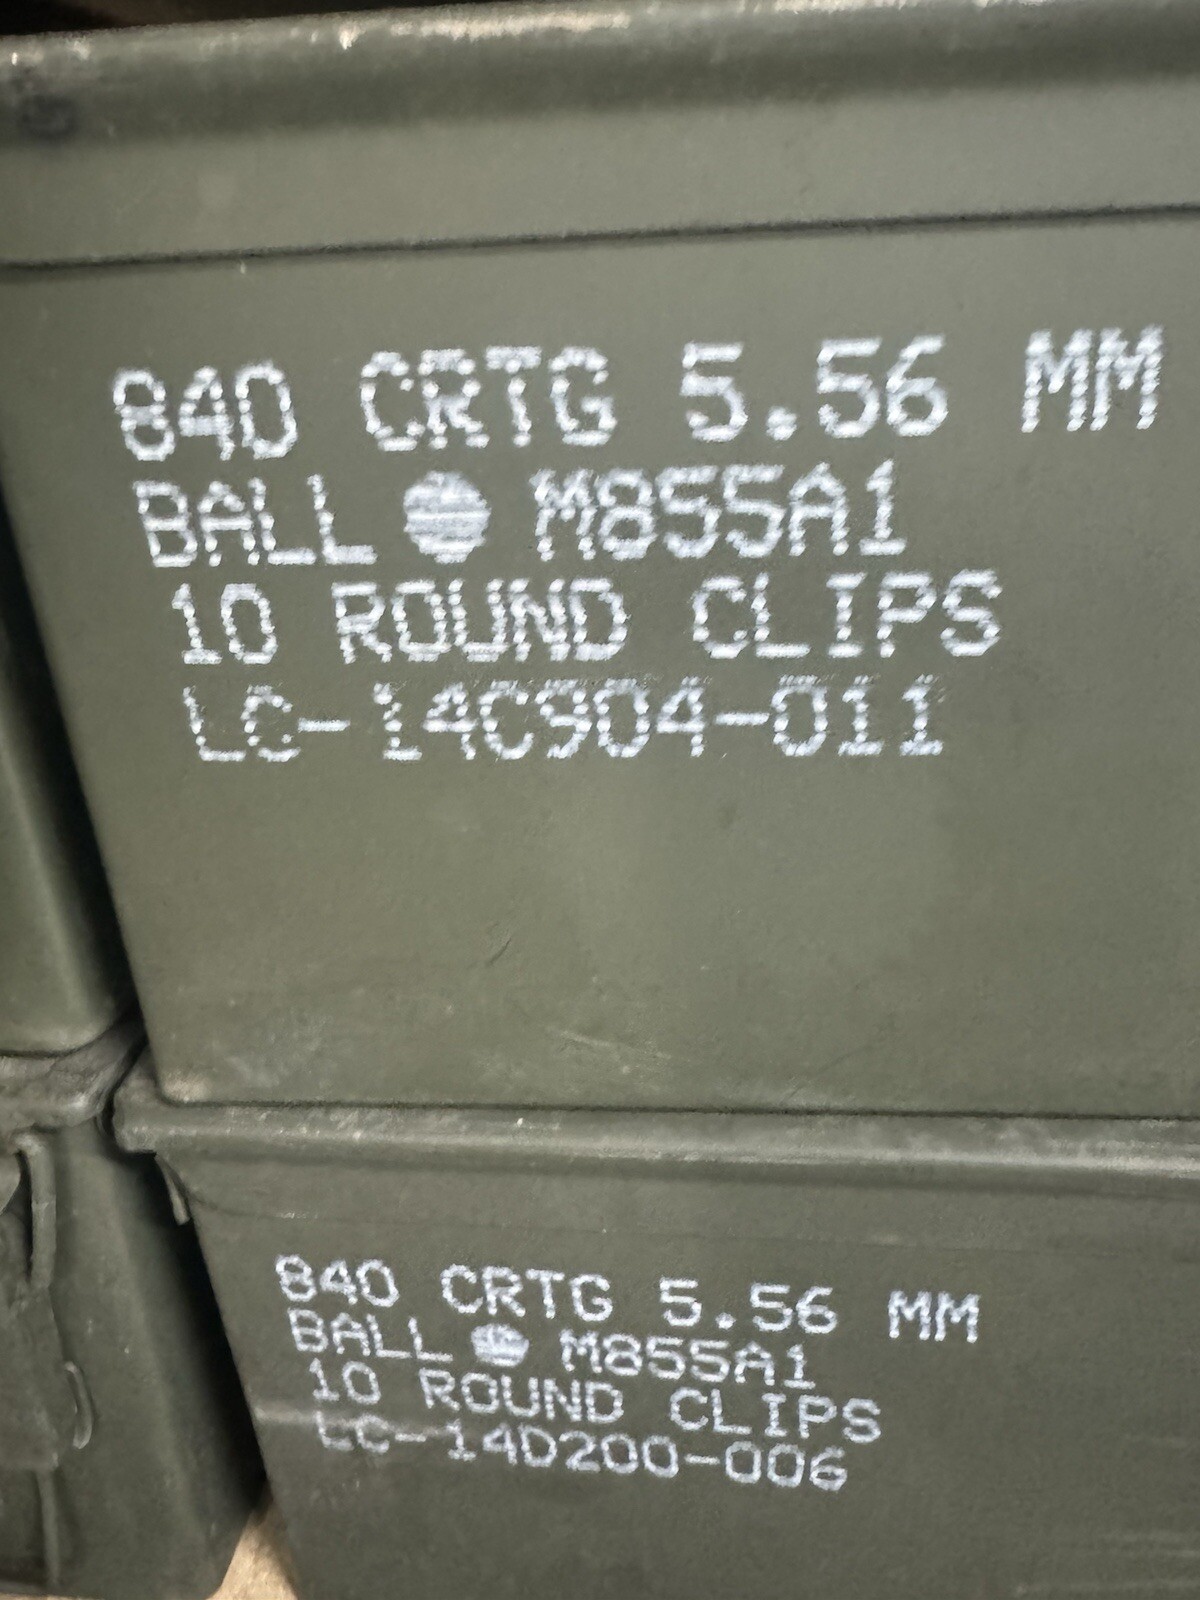 840 CRTG 5.56 MM
BALL ● M855A1
10 ROUND CLIPS
LC-14C904-011
840 CRTG 5.56 MM
BALL ● M855A1
10 ROUND CLIPS
LC-14D200-006